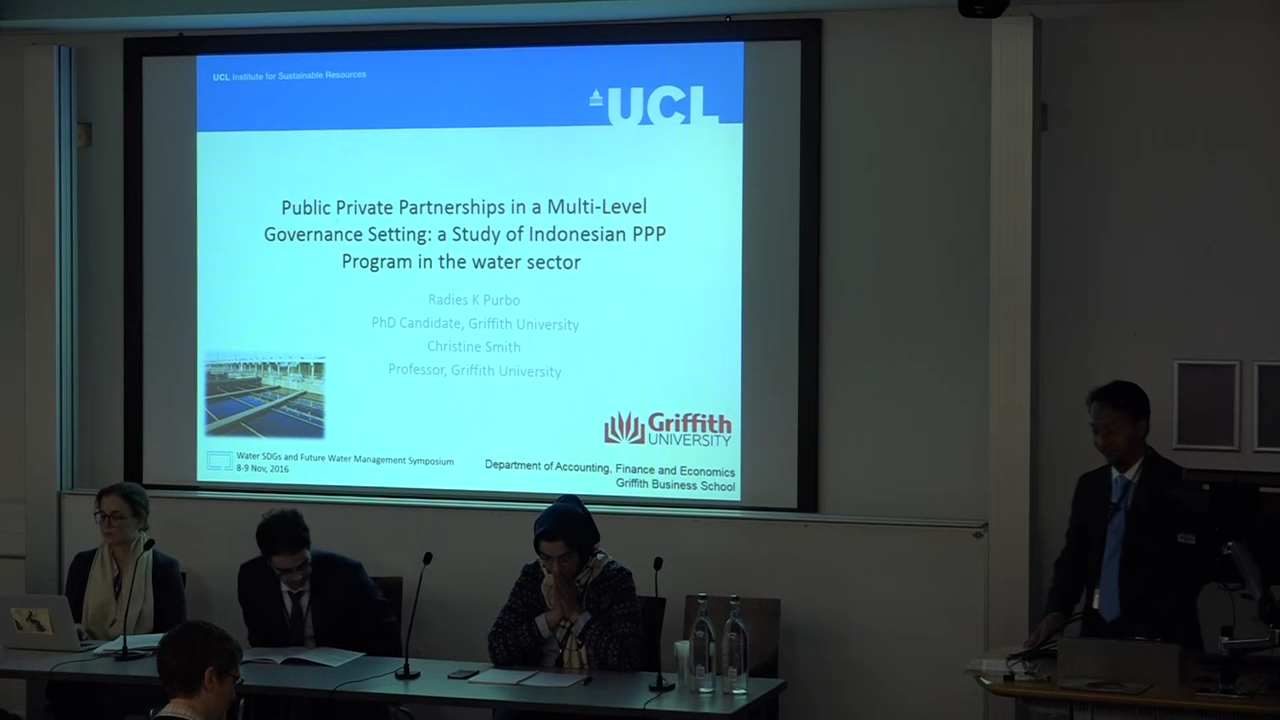 UCL Institute for Sustainable Resources
UCL
Public Private Partnerships in a Multi-Level
Governance Setting: a Study of Indonesian PPP
Program in the water sector
Radies K Purbo
PhD Candidate, Griffith University
Christine Smith
Professor, Griffith University
Griffith
UNIVERSITY
Water SDGs and Future Water Management Symposium
8-9 Nov, 2016
Department of Accounting, Finance and Economics
Griffith Business School